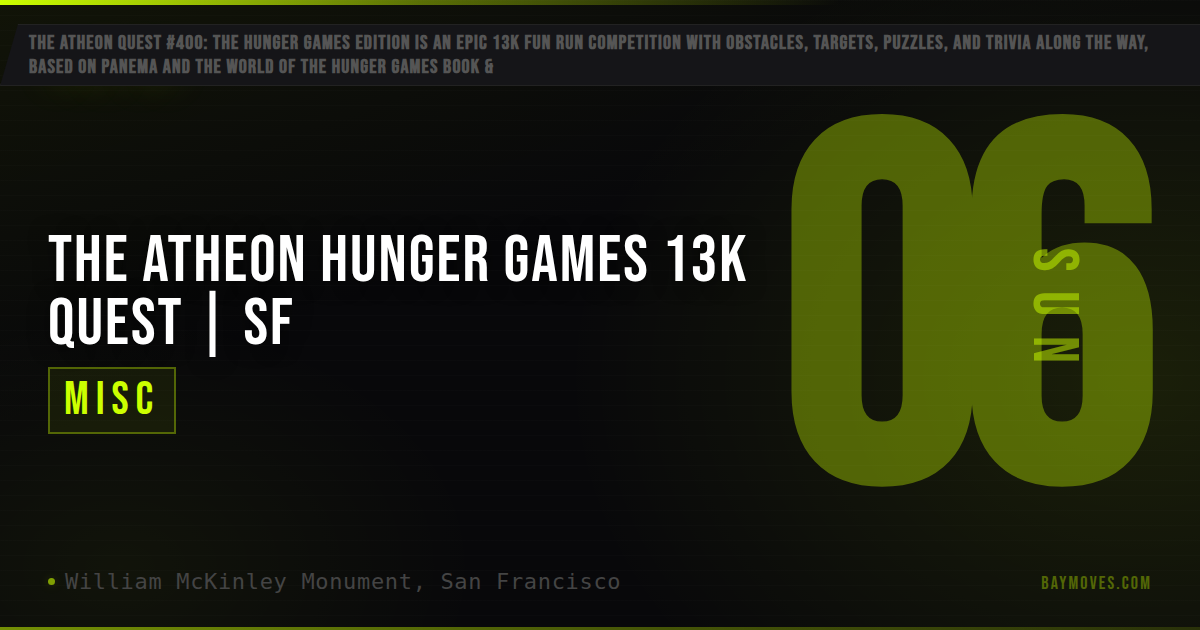 THE ATHEON QUEST #400: THE HUNGER GAMES EDITION IS AN EPIC 13K FUN RUN COMPETITION WITH OBSTACLES, TARGETS, PUZZLES, AND TRIVIA ALONG THE WAY,
BASED ON PANEMA AND THE WORLD OF THE HUNGER GAMES BOOK &
THE ATHEON HUNGER GAMES 13K
QUEST | SF
MISC
06
SUN
William McKinley Monument, San Francisco
BAYMOVES.COM